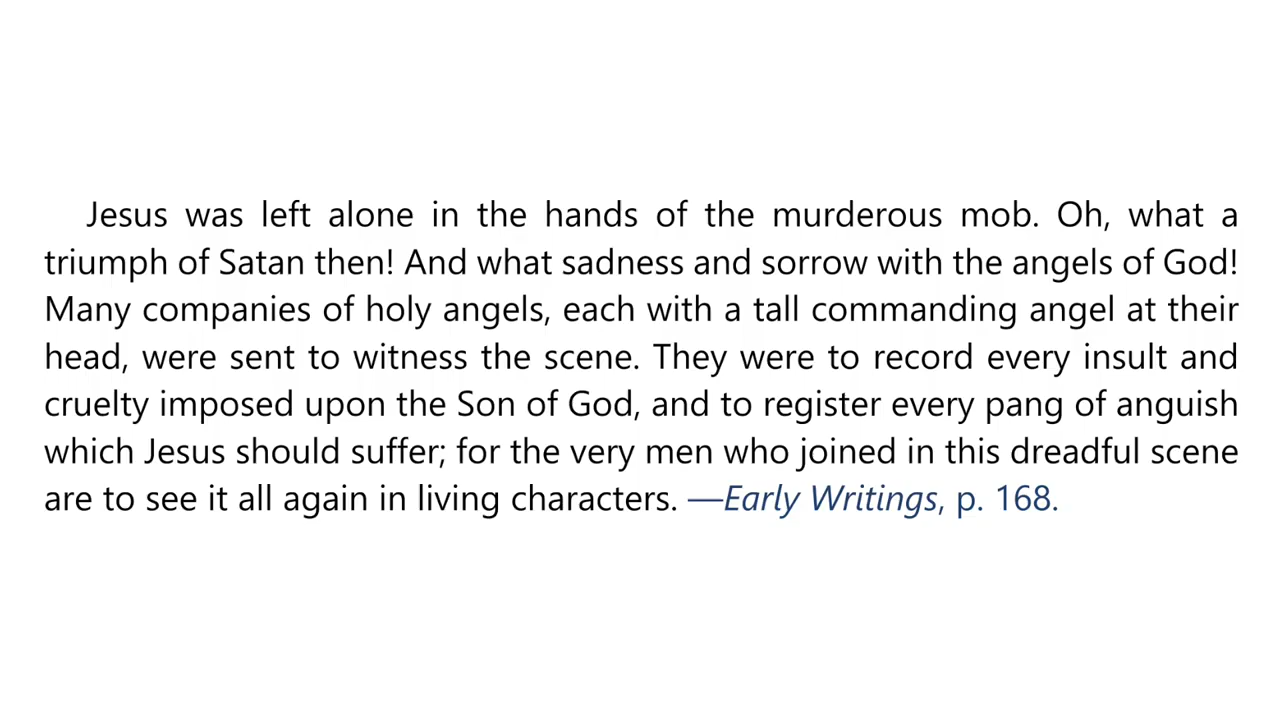 Jesus was left alone in the hands of the murderous mob. Oh, what a
triumph of Satan then! And what sadness and sorrow with the angels of God!
Many companies of holy angels, each with a tall commanding angel at their
head, were sent to witness the scene. They were to record every insult and
cruelty imposed upon the Son of God, and to register every pang of anguish
which Jesus should suffer; for the very men who joined in this dreadful scene
are to see it all again in living characters. —Early Writings, p. 168.